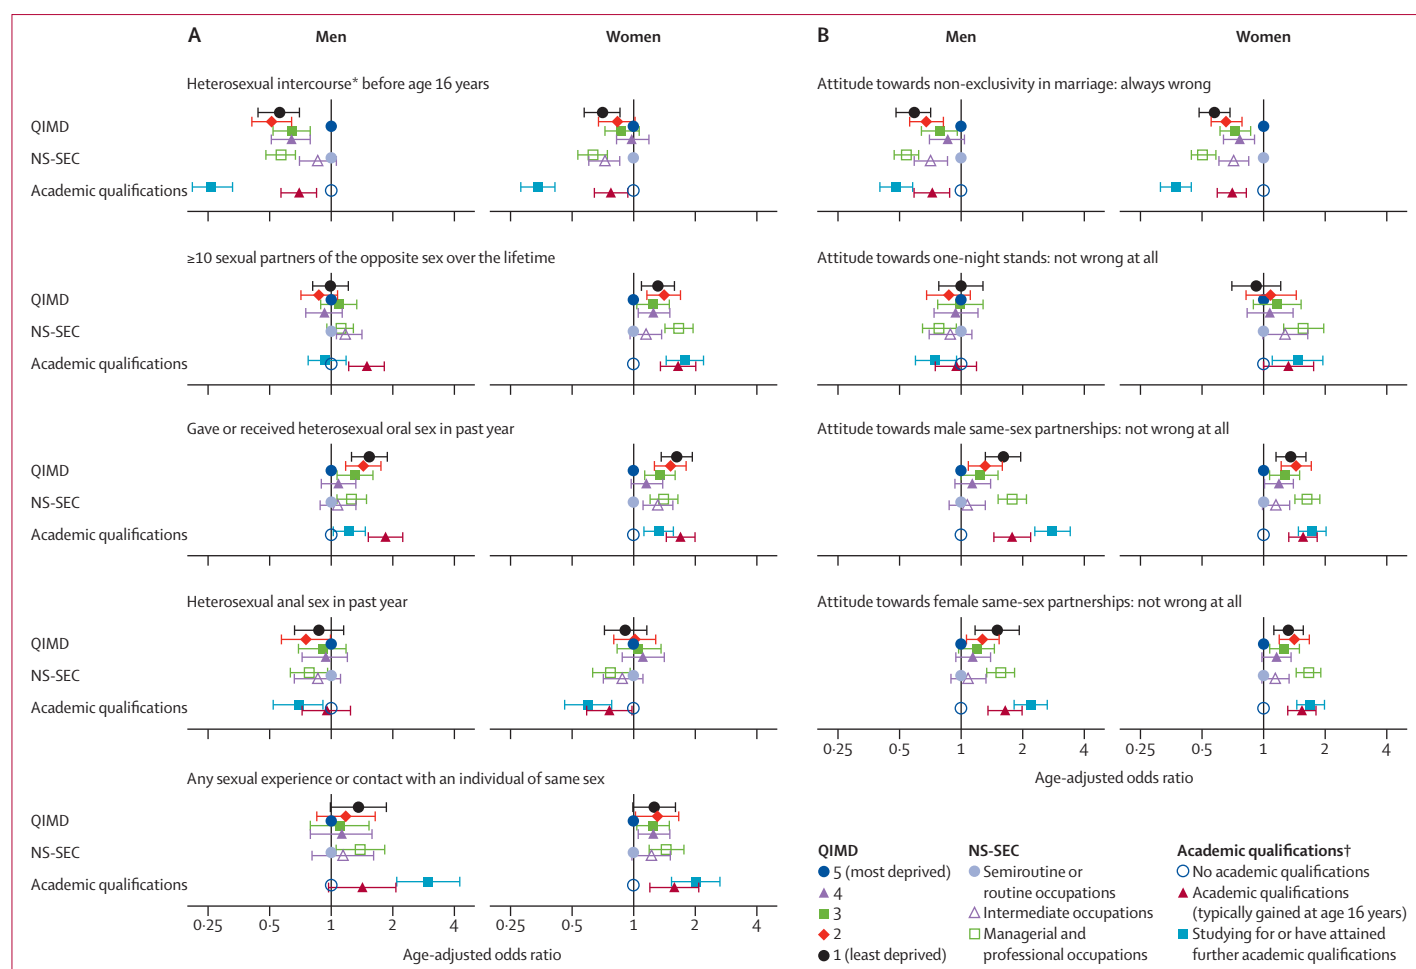 A
Men
Women
Heterosexual intercourse* before age 16 years
QIMD
NS-SEC
Academic qualifications
0·25 0·5 1 2 4
0·25 0·5 1 2 4
≥10 sexual partners of the opposite sex over the lifetime
QIMD
NS-SEC
Academic qualifications
Gave or received heterosexual oral sex in past year
QIMD
NS-SEC
Academic qualifications
Heterosexual anal sex in past year
QIMD
NS-SEC
Academic qualifications
Any sexual experience or contact with an individual of same sex
QIMD
NS-SEC
Academic qualifications
Age-adjusted odds ratio
B
Men
Women
Attitude towards non-exclusivity in marriage: always wrong
Attitude towards one-night stands: not wrong at all
Attitude towards male same-sex partnerships: not wrong at all
Attitude towards female same-sex partnerships: not wrong at all
0·25 0·5 1 2 4
0·25 0·5 1 2 4
Age-adjusted odds ratio
QIMD
5 (most deprived)
4
3
2
1 (least deprived)
NS-SEC
Semiroutine or
routine occupations
Intermediate occupations
Managerial and
professional occupations
Academic qualifications†
No academic qualifications
Academic qualifications
(typically gained at age 16 years)
Studying for or have attained
further academic qualifications